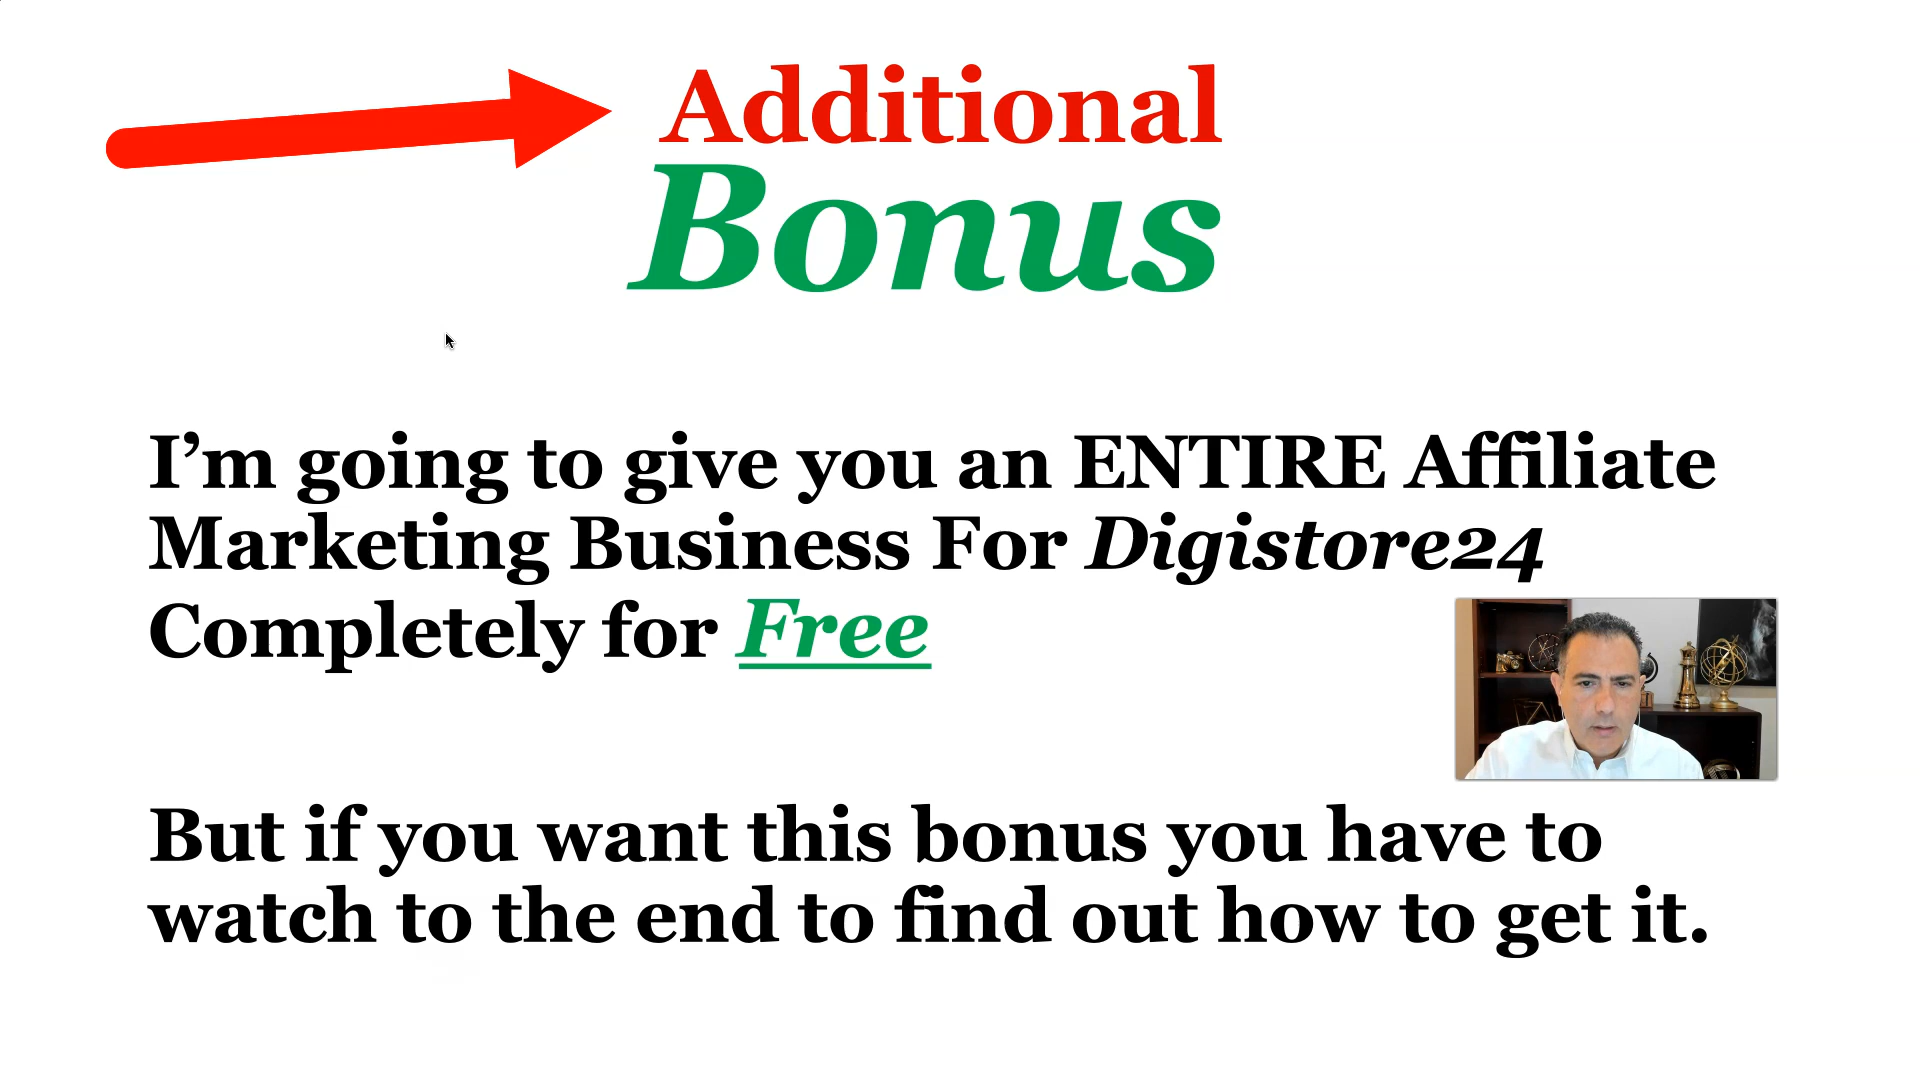 Additional
Bonus
I’m going to give you an ENTIRE Affiliate
Marketing Business For Digistore24
Completely for Free
But if you want this bonus you have to
watch to the end to find out how to get it.